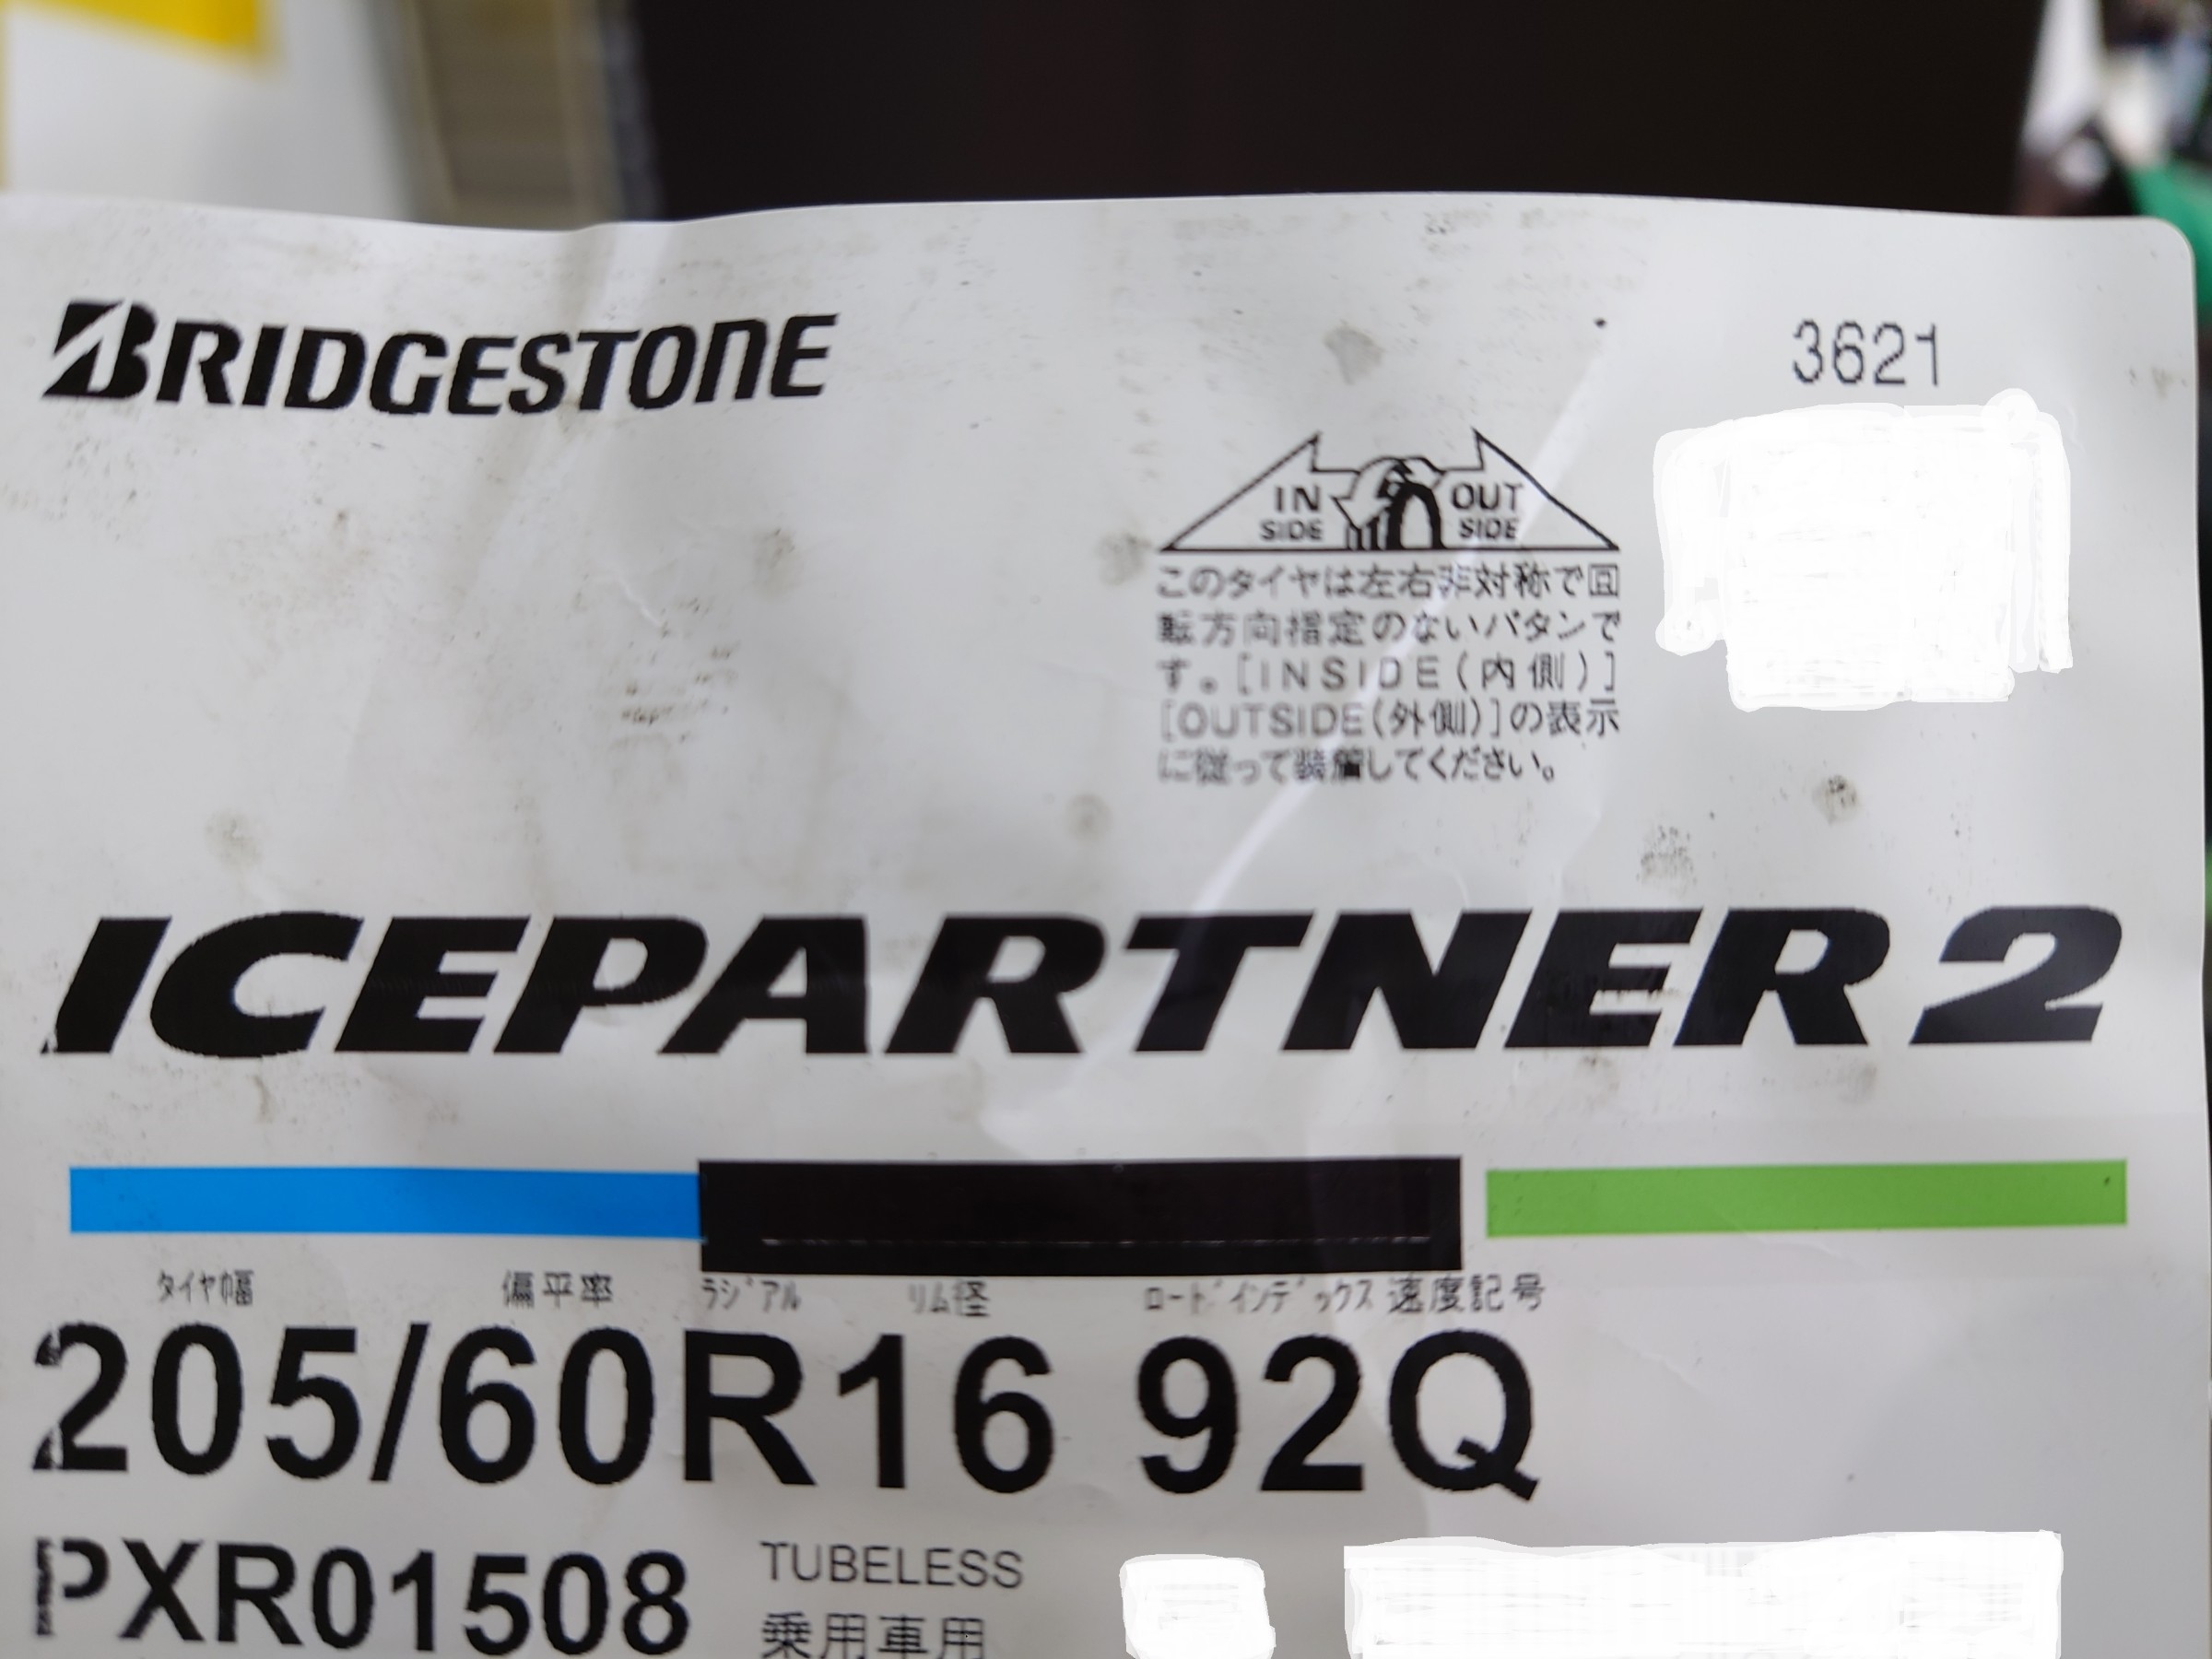 BRIDGESTONE
3621
IN SIDE OUT SIDE
このタイヤは左右非対称で回
転方向指定のないパタンで
す。[INSIDE(内側)]
[OUTSIDE(外側)]の表示
に従って装着してください。
ICEPARTNER2
タイヤ幅 偏平率 ラジアル リム径 ロードインデックス 速度記号
205/60R16 92Q
PXR01508 TUBELESS
乗用車用